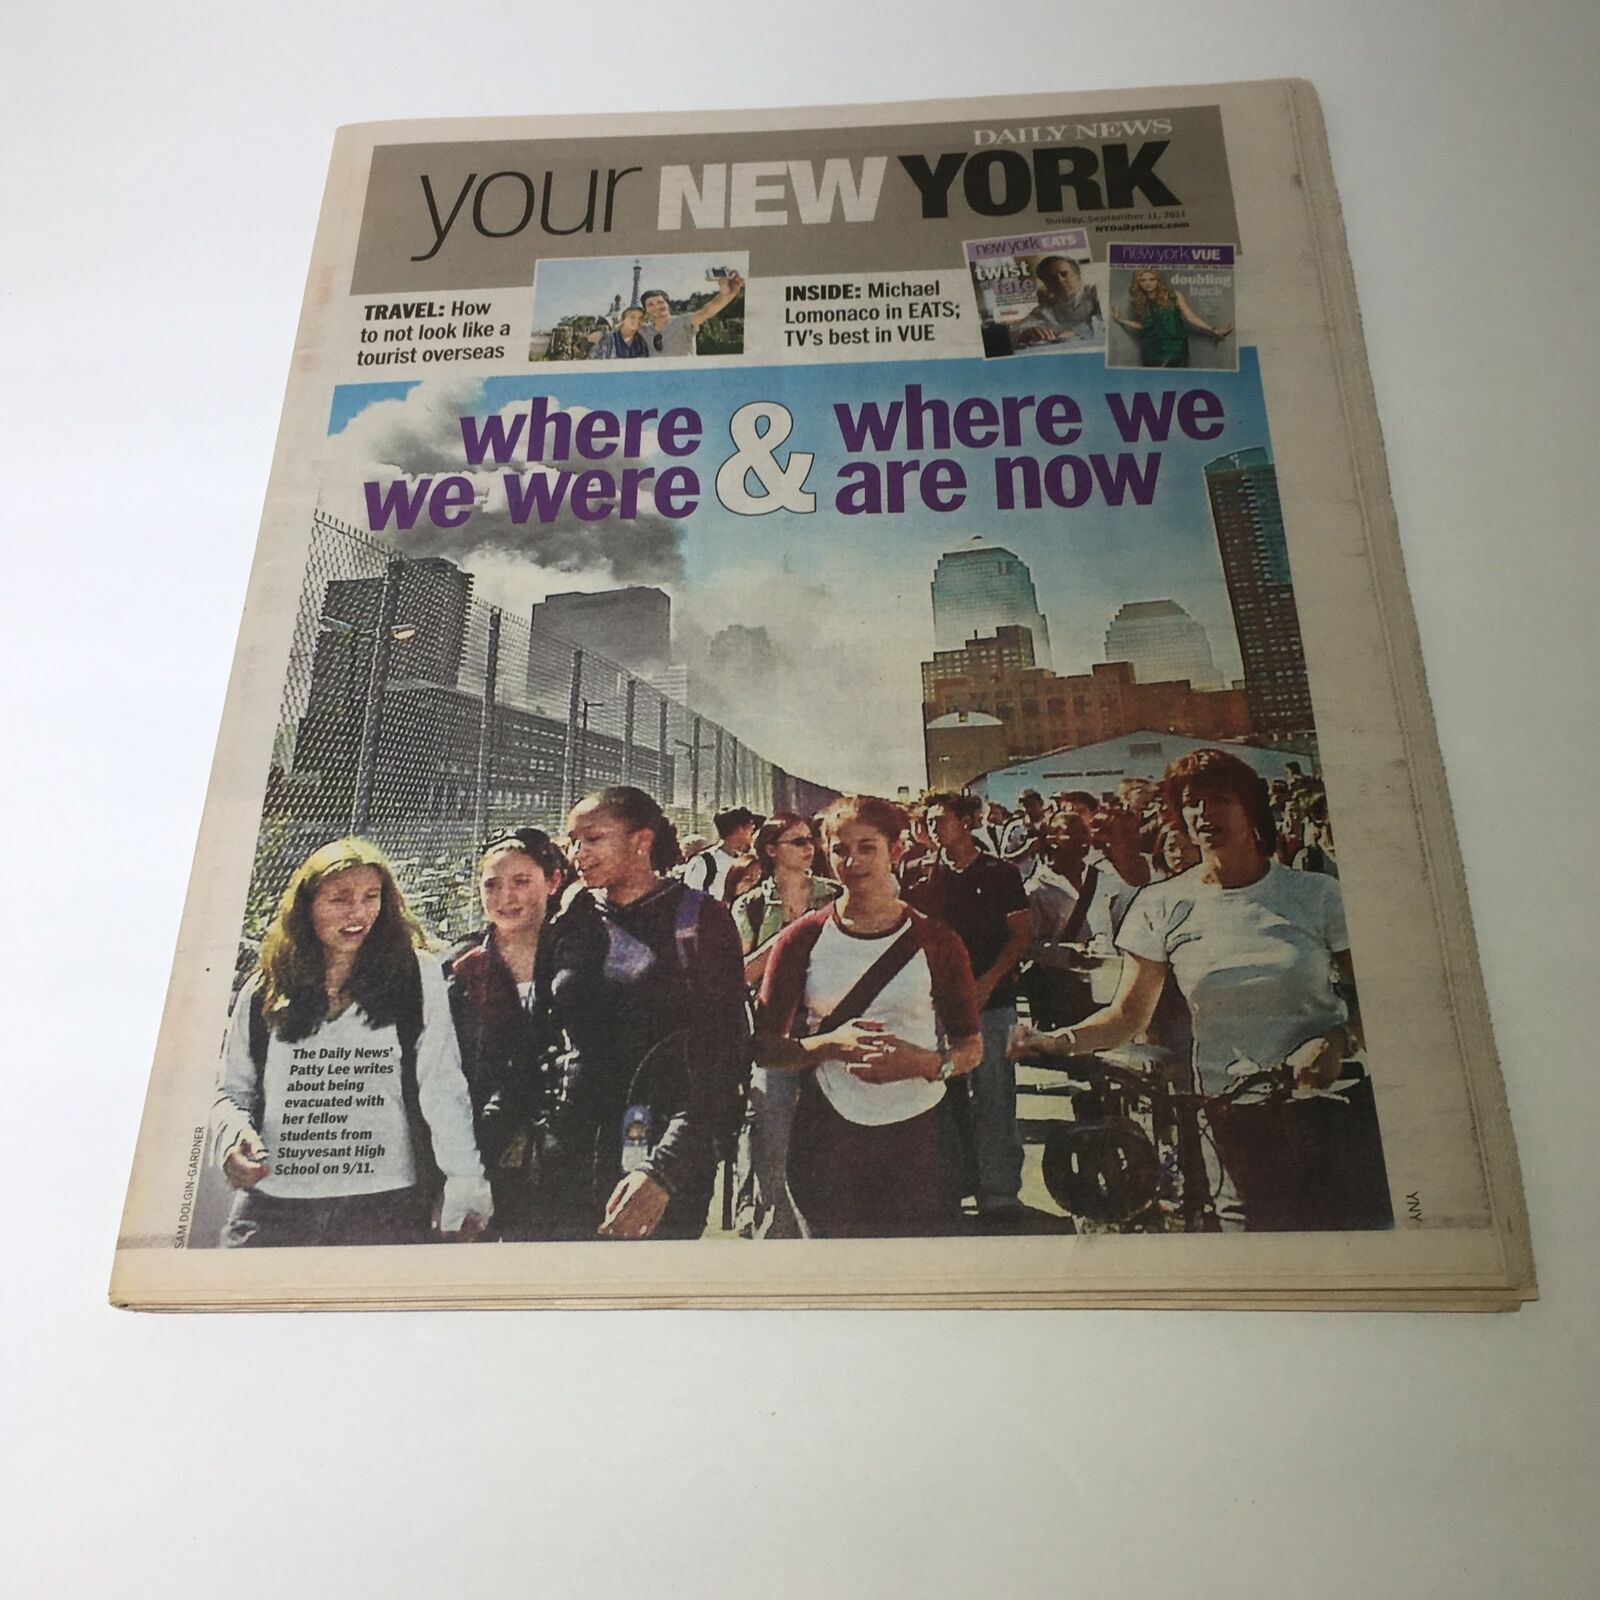 DAILY NEWS
your NEW YORK
Sunday, September 11, 2011
NYDailyNews.com
TRAVEL: How
to not look like a
tourist overseas
INSIDE: Michael
Lomonaco in EATS;
TV's best in VUE
new york EATS
twist
of fate
new york VUE
doubling
back
where
we were
&
where we
are now
The Daily News'
Patty Lee writes
about being
evacuated with
her fellow
students from
Stuyvesant High
School on 9/11.
SAM DOLGIN-GARDNER
YNY